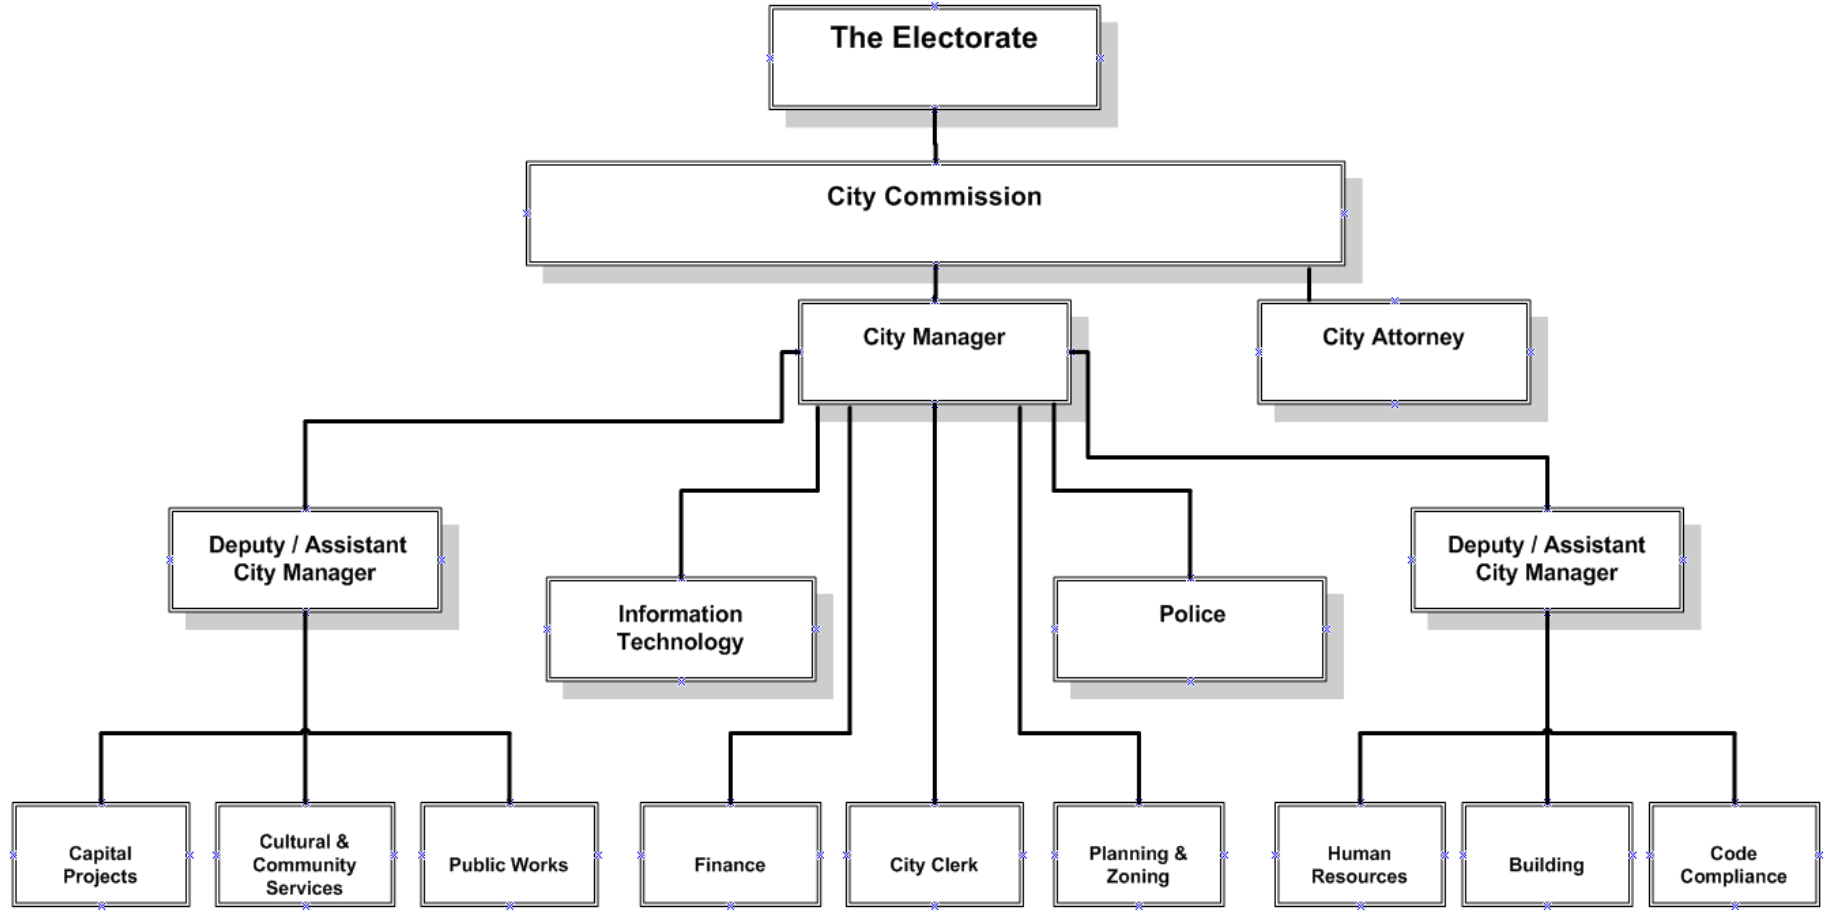 The Electorate
City Commission
City Manager
City Attorney
Deputy / Assistant
City Manager
Information
Technology
Police
Deputy / Assistant
City Manager
Capital
Projects
Cultural &
Community
Services
Public Works
Finance
City Clerk
Planning &
Zoning
Human
Resources
Building
Code
Compliance